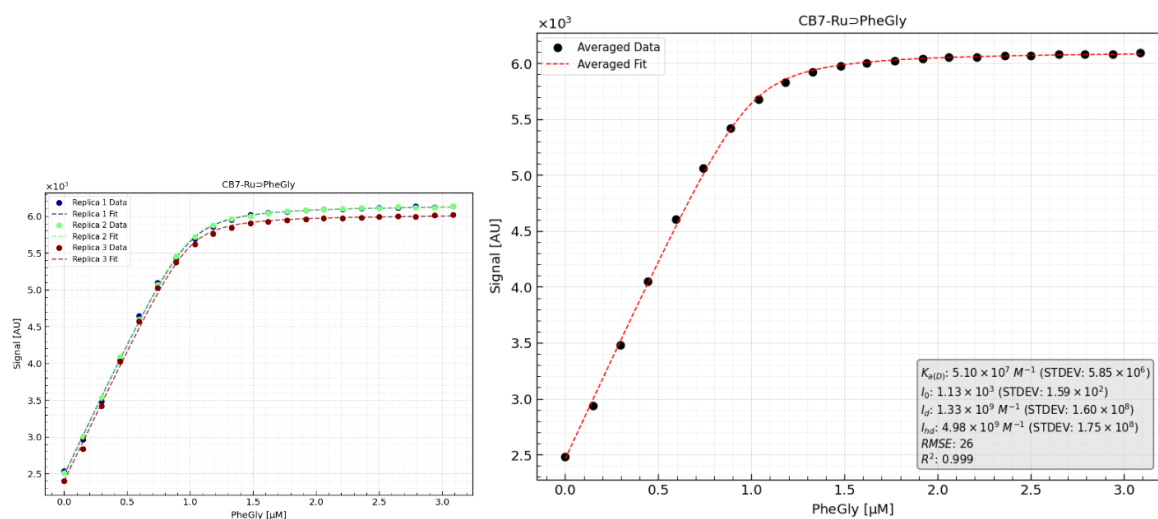 CB7-Ru⊃PheGly
×10³
Replica 1 Data
Replica 1 Fit
Replica 2 Data
Replica 2 Fit
Replica 3 Data
Replica 3 Fit
6.0
5.5
5.0
4.5
4.0
3.5
3.0
2.5
Signal [AU]
0.0 0.5 1.0 1.5 2.0 2.5 3.0
PheGly [μM]
CB7-Ru⊃PheGly
×10³
Averaged Data
Averaged Fit
6.0
5.5
5.0
4.5
4.0
3.5
3.0
2.5
Signal [AU]
K_{a(D)}: 5.10 × 10⁷ M⁻¹ (STDEV: 5.85 × 10⁶)
I₀: 1.13 × 10³ (STDEV: 1.59 × 10²)
I_d: 1.33 × 10⁹ M⁻¹ (STDEV: 1.60 × 10⁸)
I_{hd}: 4.98 × 10⁹ M⁻¹ (STDEV: 1.75 × 10⁸)
RMSE: 26
R²: 0.999
0.0 0.5 1.0 1.5 2.0 2.5 3.0
PheGly [μM]